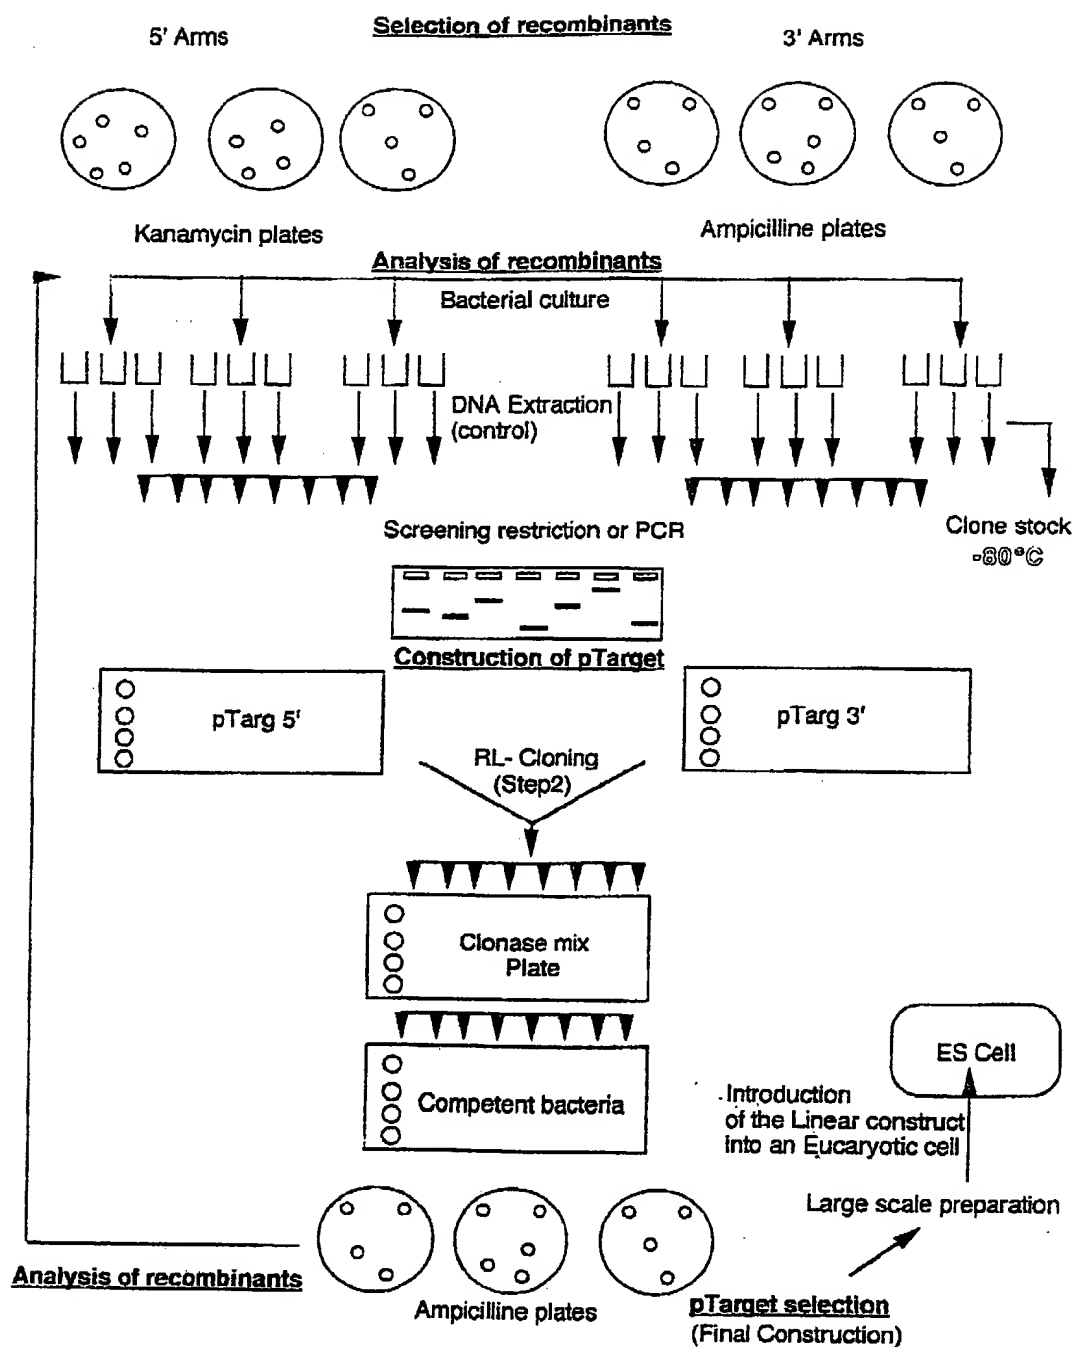 Selection of recombinants
5' Arms
3' Arms
Kanamycin plates
Ampicilline plates
Analysis of recombinants
Bacterial culture
DNA Extraction
(control)
Screening restriction or PCR
Clone stock
-80°C
Construction of pTarget
pTarg 5'
pTarg 3'
RL- Cloning
(Step2)
Clonase mix
Plate
Competent bacteria
ES Cell
Introduction
of the Linear construct
into an Eucaryotic cell
Large scale preparation
Analysis of recombinants
Ampicilline plates
pTarget selection
(Final Construction)